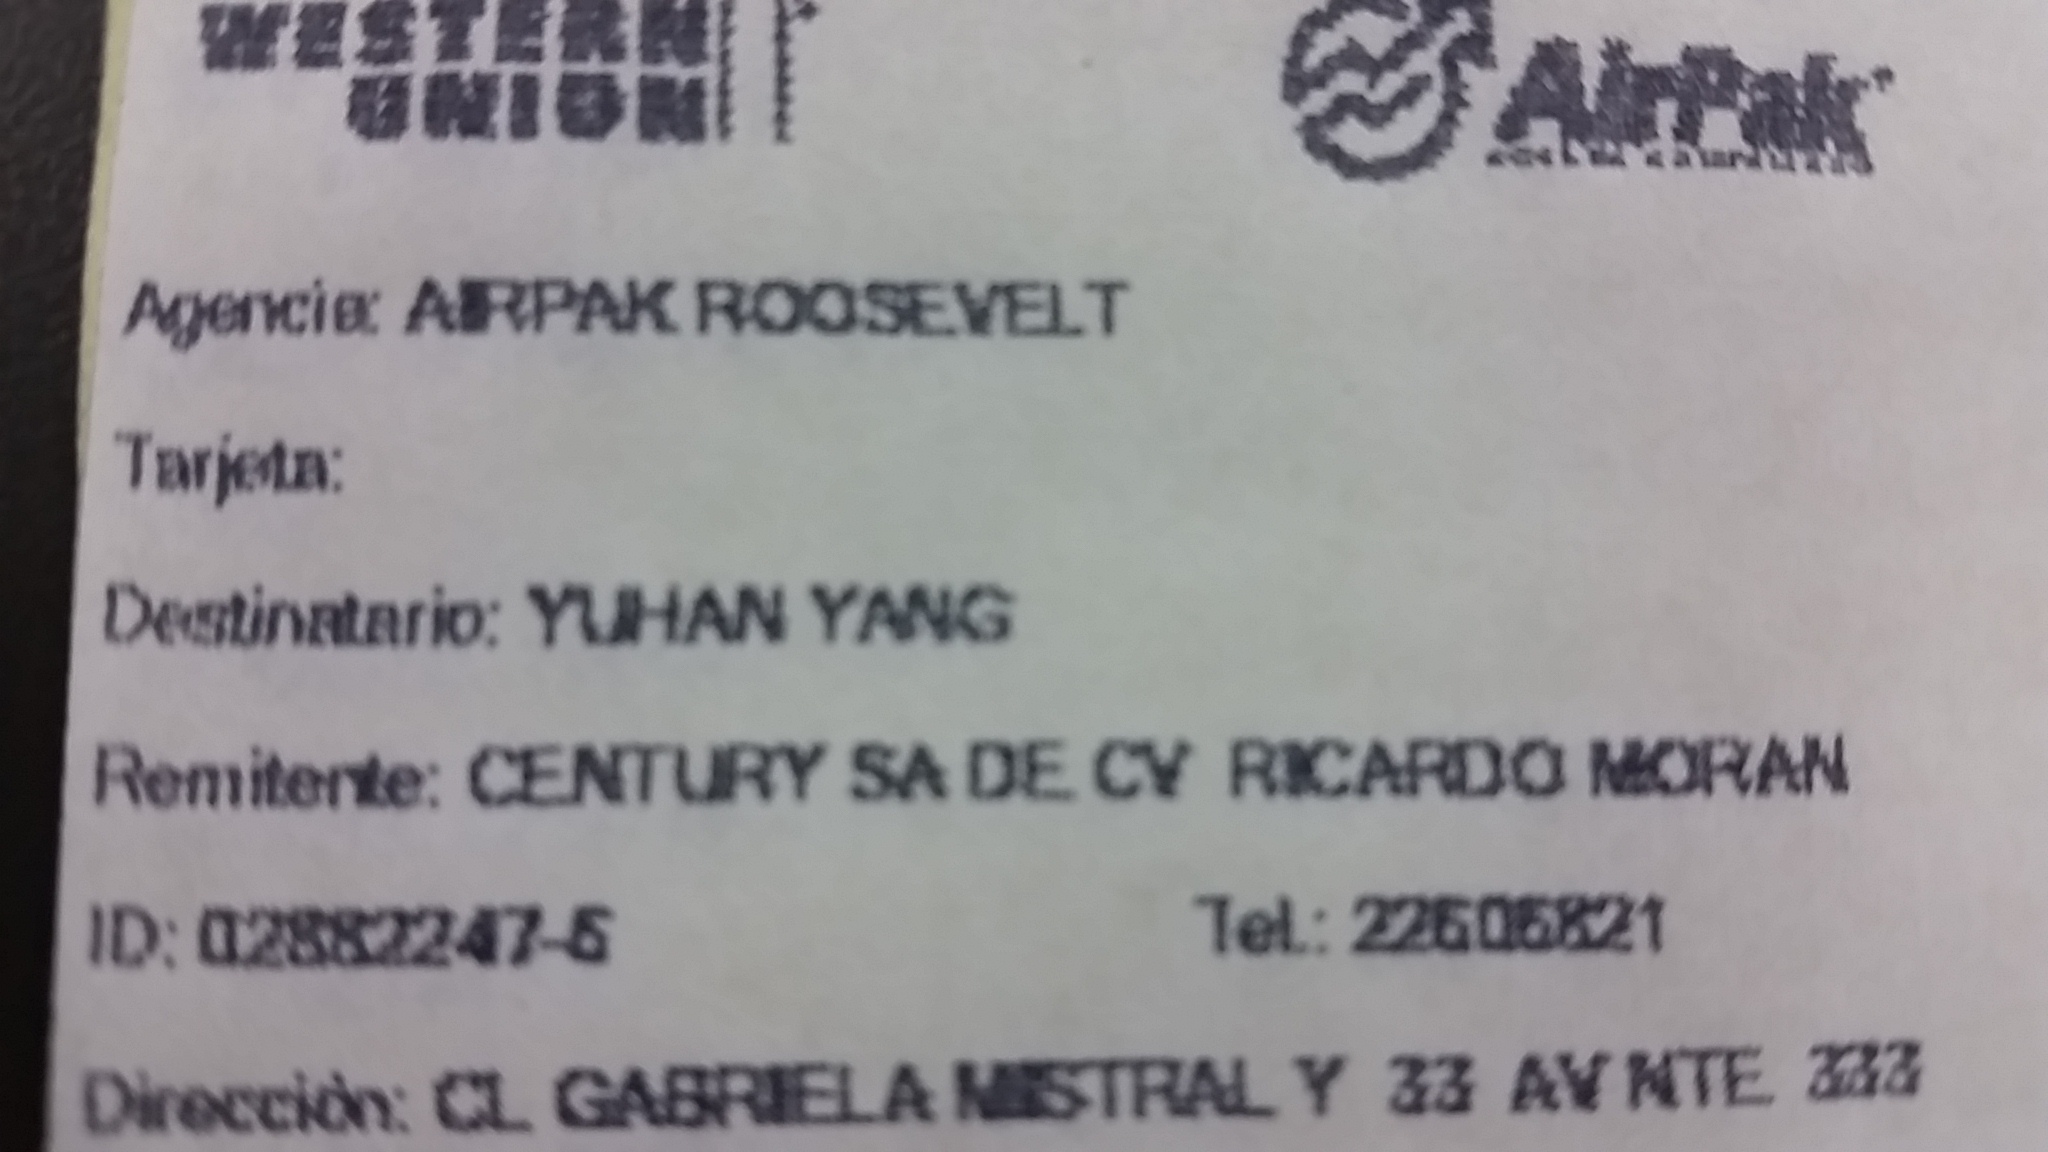 WESTERN
UNION
AirPak
Agencia: AIRPAK ROOSEVELT
Tarjeta:
Destinatario: YUHAN YANG
Remitente: CENTURY SA DE CV RICARDO MORAN
ID: 02882247-6 Tel.: 22606821
Dirección: CL GABRIELA MISTRAL Y 33 AV NTE 333